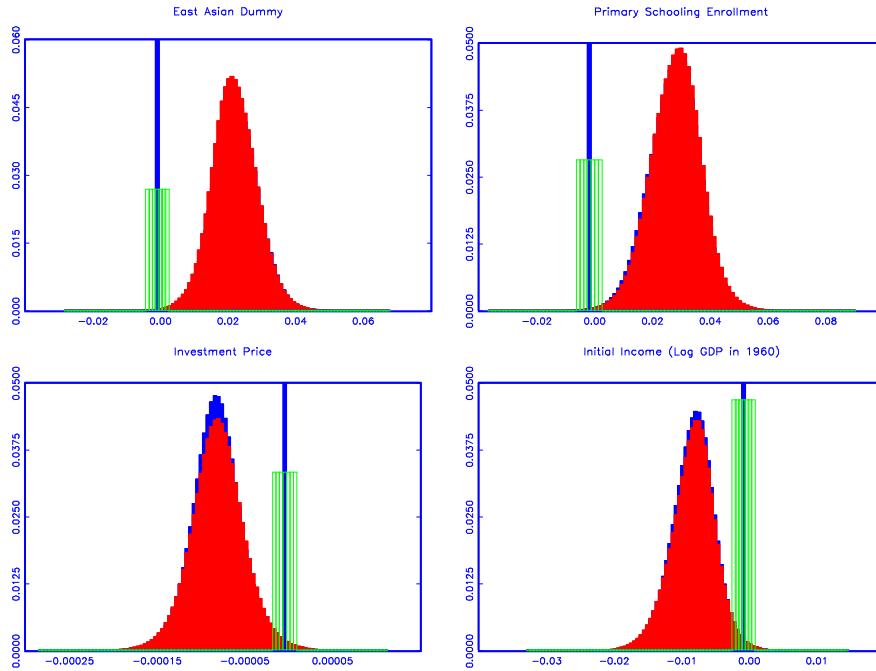 East Asian Dummy
0.060
0.045
0.030
0.015
0.000
-0.02 0.00 0.02 0.04 0.06
Primary Schooling Enrollment
0.0500
0.0375
0.0250
0.0125
0.0000
-0.02 0.00 0.02 0.04 0.06 0.08
Investment Price
0.0500
0.0375
0.0250
0.0125
0.0000
-0.00025 -0.00015 -0.00005 0.00005
Initial Income (Log GDP in 1960)
0.0500
0.0375
0.0250
0.0125
0.0000
-0.03 -0.02 -0.01 0.00 0.01